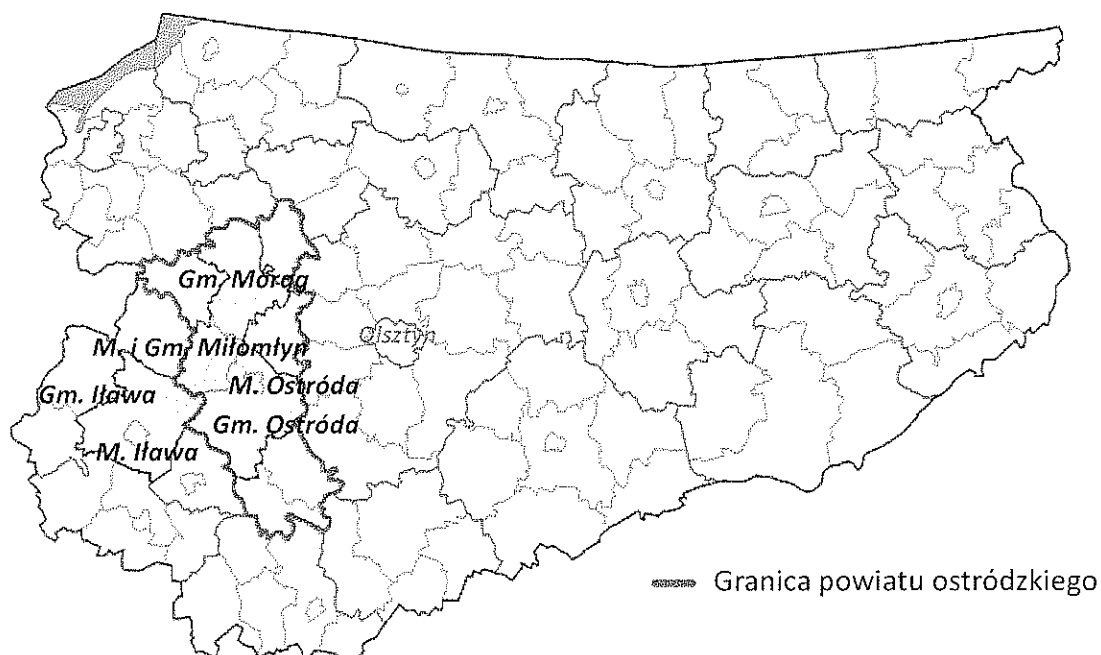 Gm. Morąg
M. i Gm. Miłomłyn
Olsztyn
M. Ostróda
Gm. Iława
Gm. Ostróda
M. Iława
Granica powiatu ostródzkiego